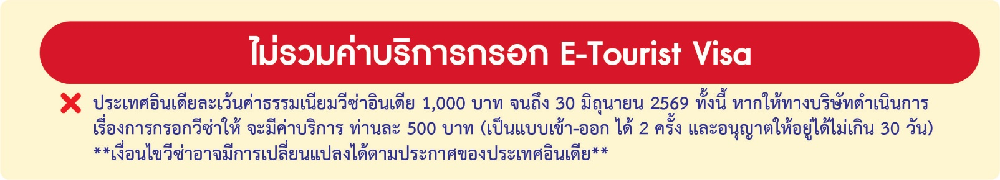 ไม่รวมค่าบริการกรอก E-Tourist Visa
ประเทศอินเดียละเว้นค่าธรรมเนียมวีซ่าอินเดีย 1,000 บาท จนถึง 30 มิถุนายน 2569 ทั้งนี้ หากให้ทางบริษัทดำเนินการ
เรื่องการกรอกวีซ่าให้ จะมีค่าบริการ ท่านละ 500 บาท (เป็นแบบเข้า-ออก ได้ 2 ครั้ง และอนุญาตให้อยู่ได้ไม่เกิน 30 วัน)
**เงื่อนไขวีซ่าอาจมีการเปลี่ยนแปลงได้ตามประกาศของประเทศอินเดีย**